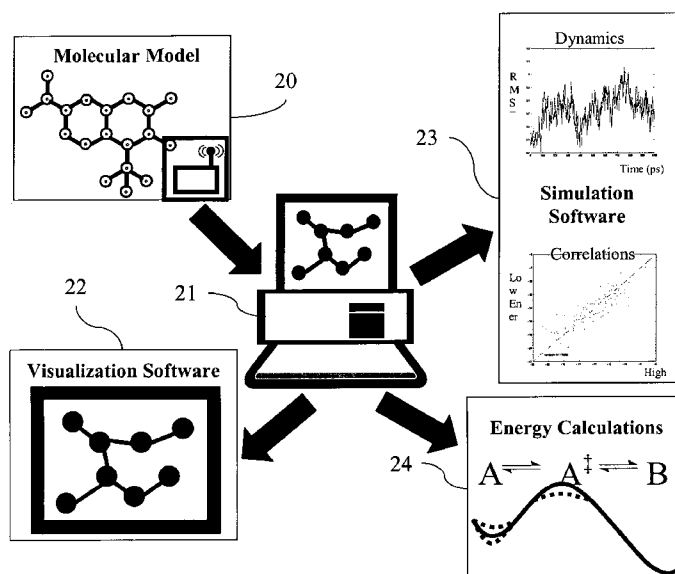 Molecular Model
20
Dynamics
R
M
S
Time (ps)
23
Simulation
Software
Correlations
Lo
w
En
er
High
21
22
Visualization Software
Energy Calculations
24
A ⇌ A‡ ⇌ B